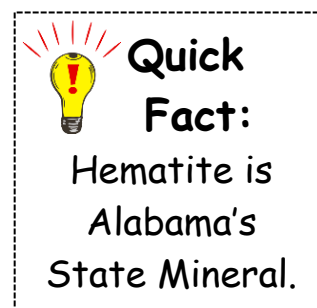 Quick
Fact:
Hematite is
Alabama's
State Mineral.